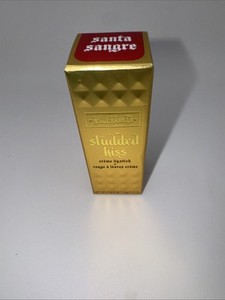 santa
sangre
studded
kiss
crème lipstick
rouge à lèvres crème